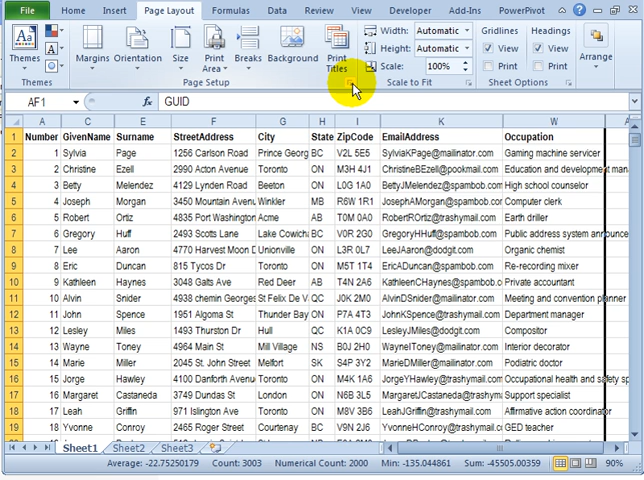 File Home Insert Page Layout Formulas Data Review View Developer Add-Ins PowerPivot
Themes Margins Orientation Size Print Area Breaks Background Print Titles Width: Automatic Gridlines Headings Arrange
Height: Automatic View View
Scale: 100% Print Print
Themes Page Setup Scale to Fit Sheet Options
AF1 fx GUID
A C E F G H I K W
1 Number GivenName Surname StreetAddress City State ZipCode EmailAddress Occupation
2 1 Sylvia Page 1256 Carlson Road Prince Georg BC V2L 5E5 SylviaKPage@mailinator.com Gaming machine servicer
3 2 Christine Ezell 2990 Acton Avenue Toronto ON M3H 4J1 ChristineBEzell@pookmail.com Education and development man
4 3 Betty Melendez 4129 Lynden Road Beeton ON L0G 1A0 BettyJMelendez@spambob.com High school counselor
5 4 Joseph Morgan 3450 Mountain Avenu Winkler MB R6W 1R1 JosephSMorgan@spambob.com Computer clerk
6 5 Robert Ortiz 4835 Port Washington Acme AB T0M 0A0 RobertROrtiz@trashymail.com Earth driller
7 6 Gregory Huff 2493 Scotts Lane Lake Cowicha BC V0R 2G0 GregoryHHuff@spambob.com Public address system announce
8 7 Lee Aaron 4770 Harvest Moon D Unionville ON L3R 0L7 LeeJAaron@dodgit.com Organic chemist
9 8 Eric Duncan 815 Tycos Dr Toronto ON M5T 1T4 EricADuncan@spambob.com Re-recording mixer
10 9 Kathleen Haynes 3048 Gaits Ave Red Deer AB T4N 2A6 KathleenCHaynes@spambob.c Private accountant
11 10 Alvin Snider 4938 chemin Georges St Felix De V QC J0K 2M0 AlvinDSnider@mailinator.com Meeting and convention planner
12 11 John Spence 1951 Algoma St Thunder Bay ON P7A 4T3 JohnKSpence@trashymail.com Department manager
13 12 Lesley Miles 1493 Thurston Dr Hull QC K1A 0C9 LesleyJMiles@dodgit.com Compositor
14 13 Wayne Toney 4964 Main St Mill Village NS B0J 2H0 WayneIToney@mailinator.com Interior decorator
15 14 Marie Miller 2045 St. John Street Melfort SK S4P 3Y2 MarieDMiller@mailinator.com Podiatric doctor
16 15 Jorge Hawley 4100 Danforth Avenue Toronto ON M4K 1A6 JorgeYHawley@trashymail.com Occupational health and safety sp
17 16 Margaret Castaneda 3749 Dundas St London ON N6B 3L5 MargaretJCastaneda@trashym Support specialist
18 17 Leah Griffin 971 Islington Ave Toronto ON M8V 3B6 LeahJGriffin@trashymail.com Affirmative action coordinator
19 18 Yvonne Conroy 2465 Roger Street Courtenay BC V9N 2J6 YvonneHConroy@trashymail.com GED teacher
Sheet1 Sheet2 Sheet3
Average: -22.75250179 Count: 3003 Numerical Count: 2000 Min: -135.044861 Sum: -45505.00359 90%